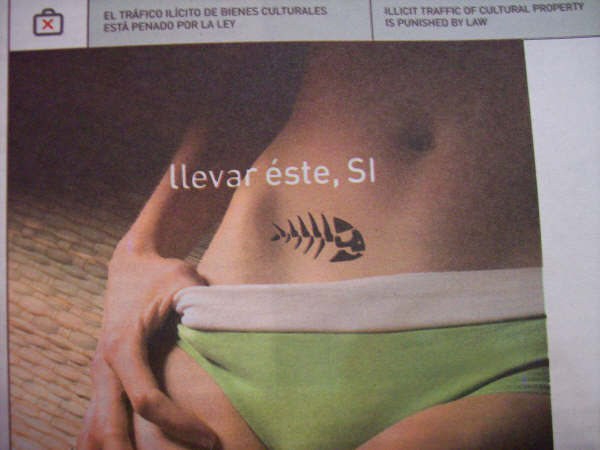 EL TRÁFICO ILÍCITO DE BIENES CULTURALES
ESTÁ PENADO POR LA LEY
ILLICIT TRAFFIC OF CULTURAL PROPERTY
IS PUNISHED BY LAW
llevar éste, SI